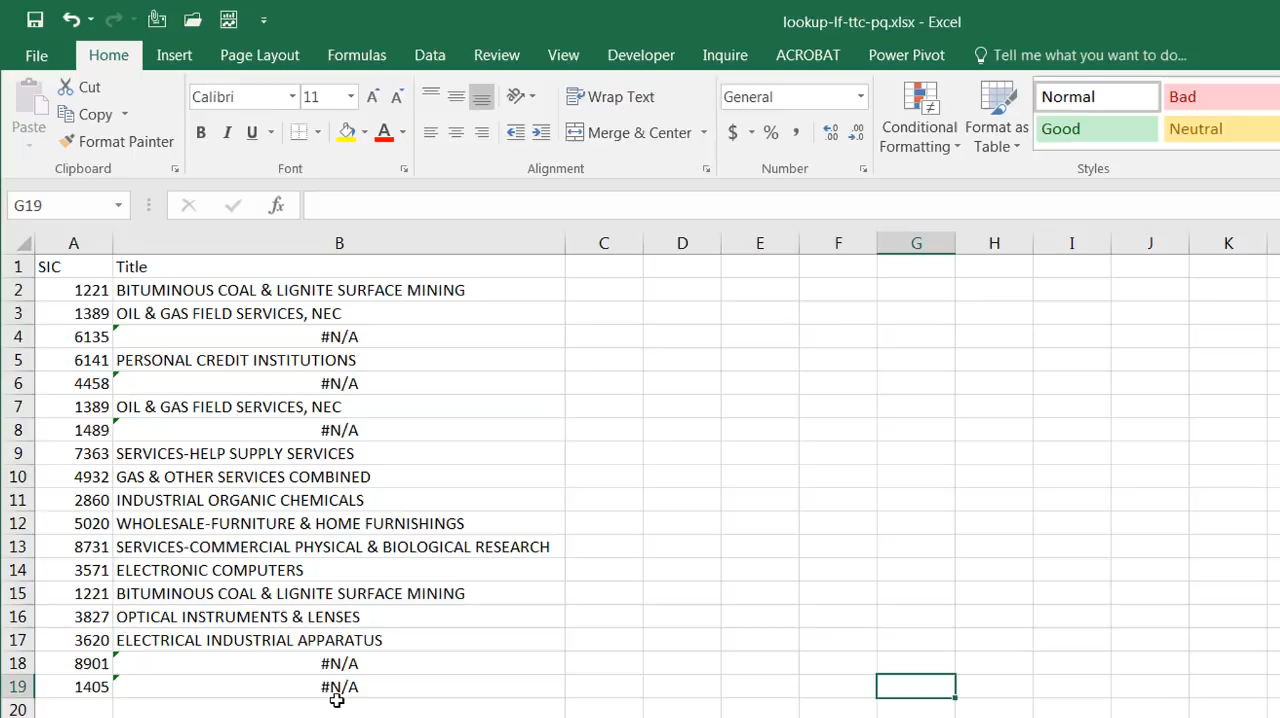 lookup-lf-ttc-pq.xlsx - Excel
File Home Insert Page Layout Formulas Data Review View Developer Inquire ACROBAT Power Pivot Tell me what you want to do...
Paste
Cut
Copy
Format Painter
Clipboard
Calibri 11 A A
B I U A
Font
Wrap Text
Merge & Center
Alignment
General
$ % , .0 .00 .00 .0
Number
Conditional Formatting
Format as Table
Normal Bad
Good Neutral
Styles
G19 fx
A B C D E F G H I J K
1 SIC Title
2 1221 BITUMINOUS COAL & LIGNITE SURFACE MINING
3 1389 OIL & GAS FIELD SERVICES, NEC
4 6135 #N/A
5 6141 PERSONAL CREDIT INSTITUTIONS
6 4458 #N/A
7 1389 OIL & GAS FIELD SERVICES, NEC
8 1489 #N/A
9 7363 SERVICES-HELP SUPPLY SERVICES
10 4932 GAS & OTHER SERVICES COMBINED
11 2860 INDUSTRIAL ORGANIC CHEMICALS
12 5020 WHOLESALE-FURNITURE & HOME FURNISHINGS
13 8731 SERVICES-COMMERCIAL PHYSICAL & BIOLOGICAL RESEARCH
14 3571 ELECTRONIC COMPUTERS
15 1221 BITUMINOUS COAL & LIGNITE SURFACE MINING
16 3827 OPTICAL INSTRUMENTS & LENSES
17 3620 ELECTRICAL INDUSTRIAL APPARATUS
18 8901 #N/A
19 1405 #N/A
20